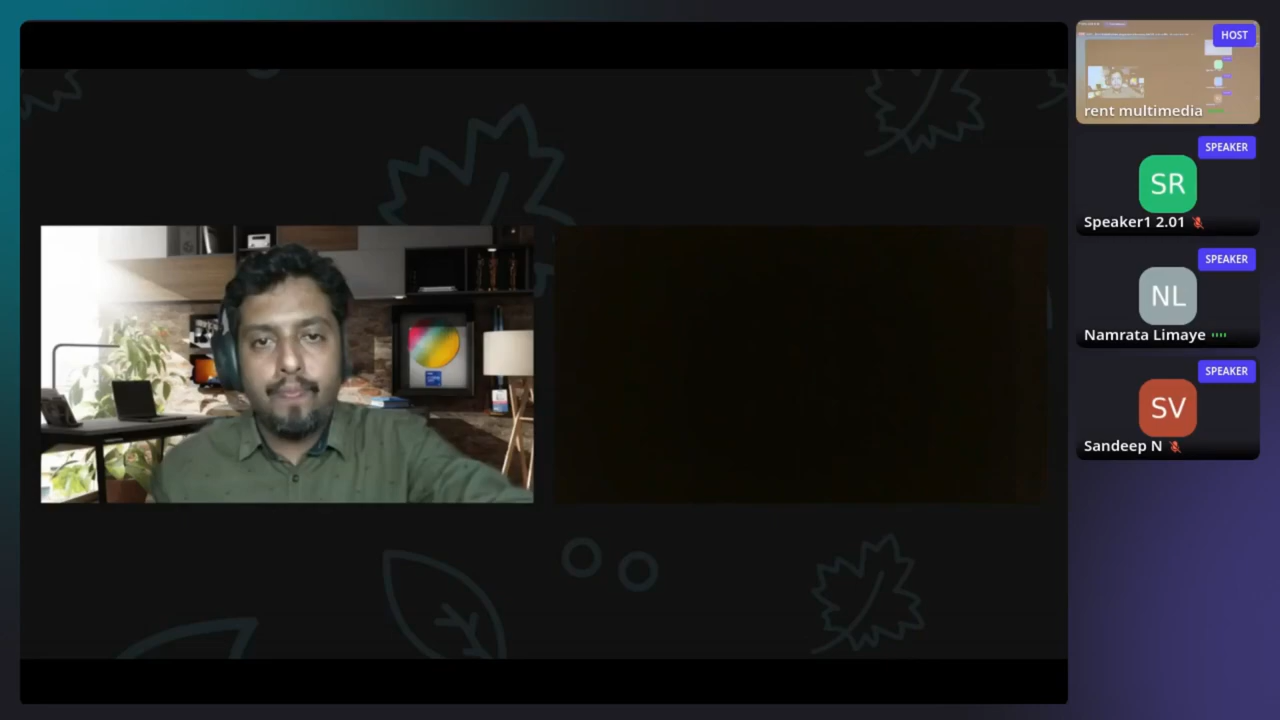 HOST
rent multimedia
SPEAKER
SR
Speaker1 2.01
SPEAKER
NL
Namrata Limaye
SPEAKER
SV
Sandeep N